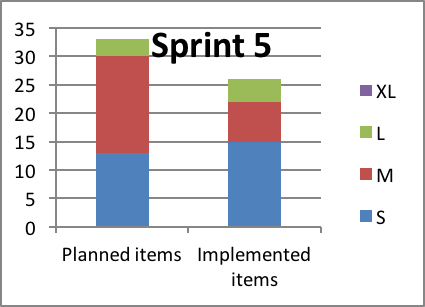 Sprint 5
35
30
25
20
15
10
5
0
Planned items
Implemented
items
XL
L
M
S